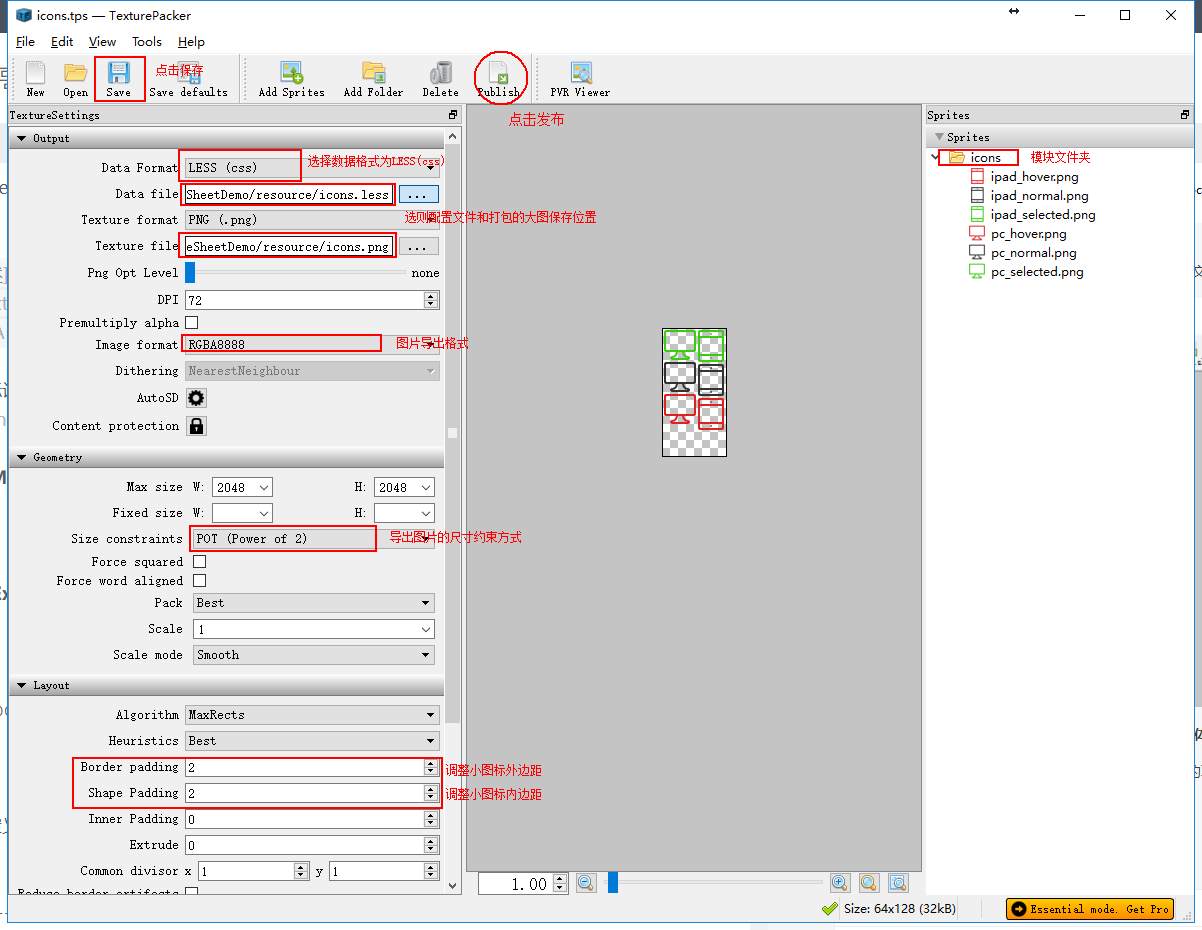 icons.tps — TexturePacker
File Edit View Tools Help
New Open Save 点击保存 Save defaults Add Sprites Add Folder Delete Publish PVR Viewer
点击发布
TextureSettings
Output
Data Format LESS (css) 选择数据格式为LESS(css)
Data file SheetDemo/resource/icons.less ...
Texture format PNG (.png) 选则配置文件和打包的大图保存位置
Texture file eSheetDemo/resource/icons.png ...
Png Opt Level none
DPI 72
Premultiply alpha
Image format RGBA8888 图片导出格式
Dithering NearestNeighbour
AutoSD
Content protection
Geometry
Max size W: 2048 H: 2048
Fixed size W: H:
Size constraints POT (Power of 2) 导出图片的尺寸约束方式
Force squared
Force word aligned
Pack Best
Scale 1
Scale mode Smooth
Layout
Algorithm MaxRects
Heuristics Best
Border padding 2 调整小图标外边距
Shape Padding 2 调整小图标内边距
Inner Padding 0
Extrude 0
Common divisor x 1 y 1
Reduce border artifacts
1.00
Sprites
Sprites
icons 模块文件夹
ipad_hover.png
ipad_normal.png
ipad_selected.png
pc_hover.png
pc_normal.png
pc_selected.png
Size: 64x128 (32kB)
Essential mode. Get Pro